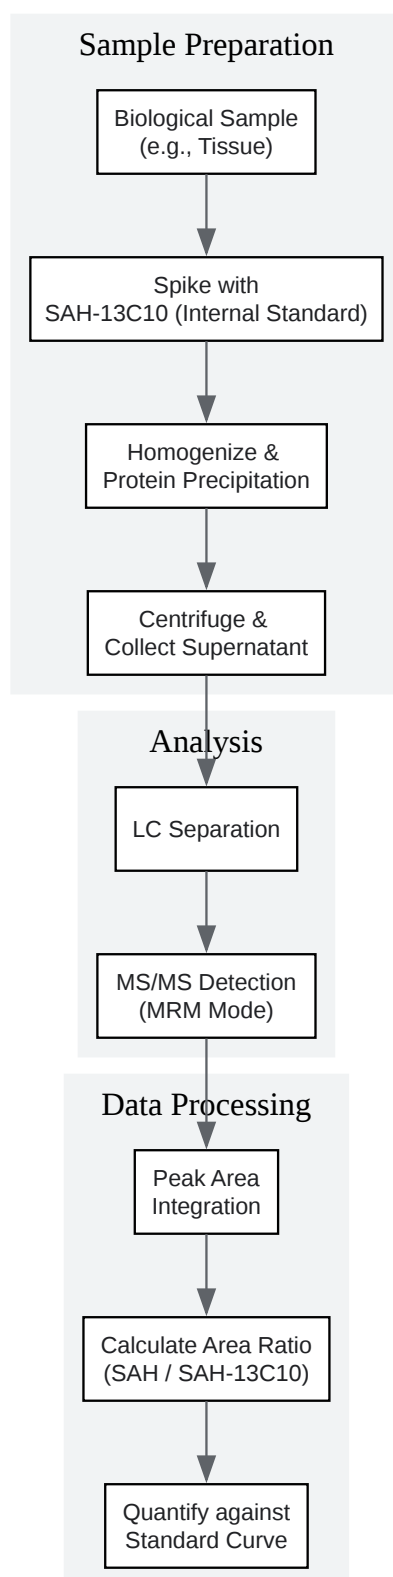 Sample Preparation
Biological Sample
(e.g., Tissue)
Spike with
SAH-13C10 (Internal Standard)
Homogenize &
Protein Precipitation
Centrifuge &
Collect Supernatant
Analysis
LC Separation
MS/MS Detection
(MRM Mode)
Data Processing
Peak Area
Integration
Calculate Area Ratio
(SAH / SAH-13C10)
Quantify against
Standard Curve